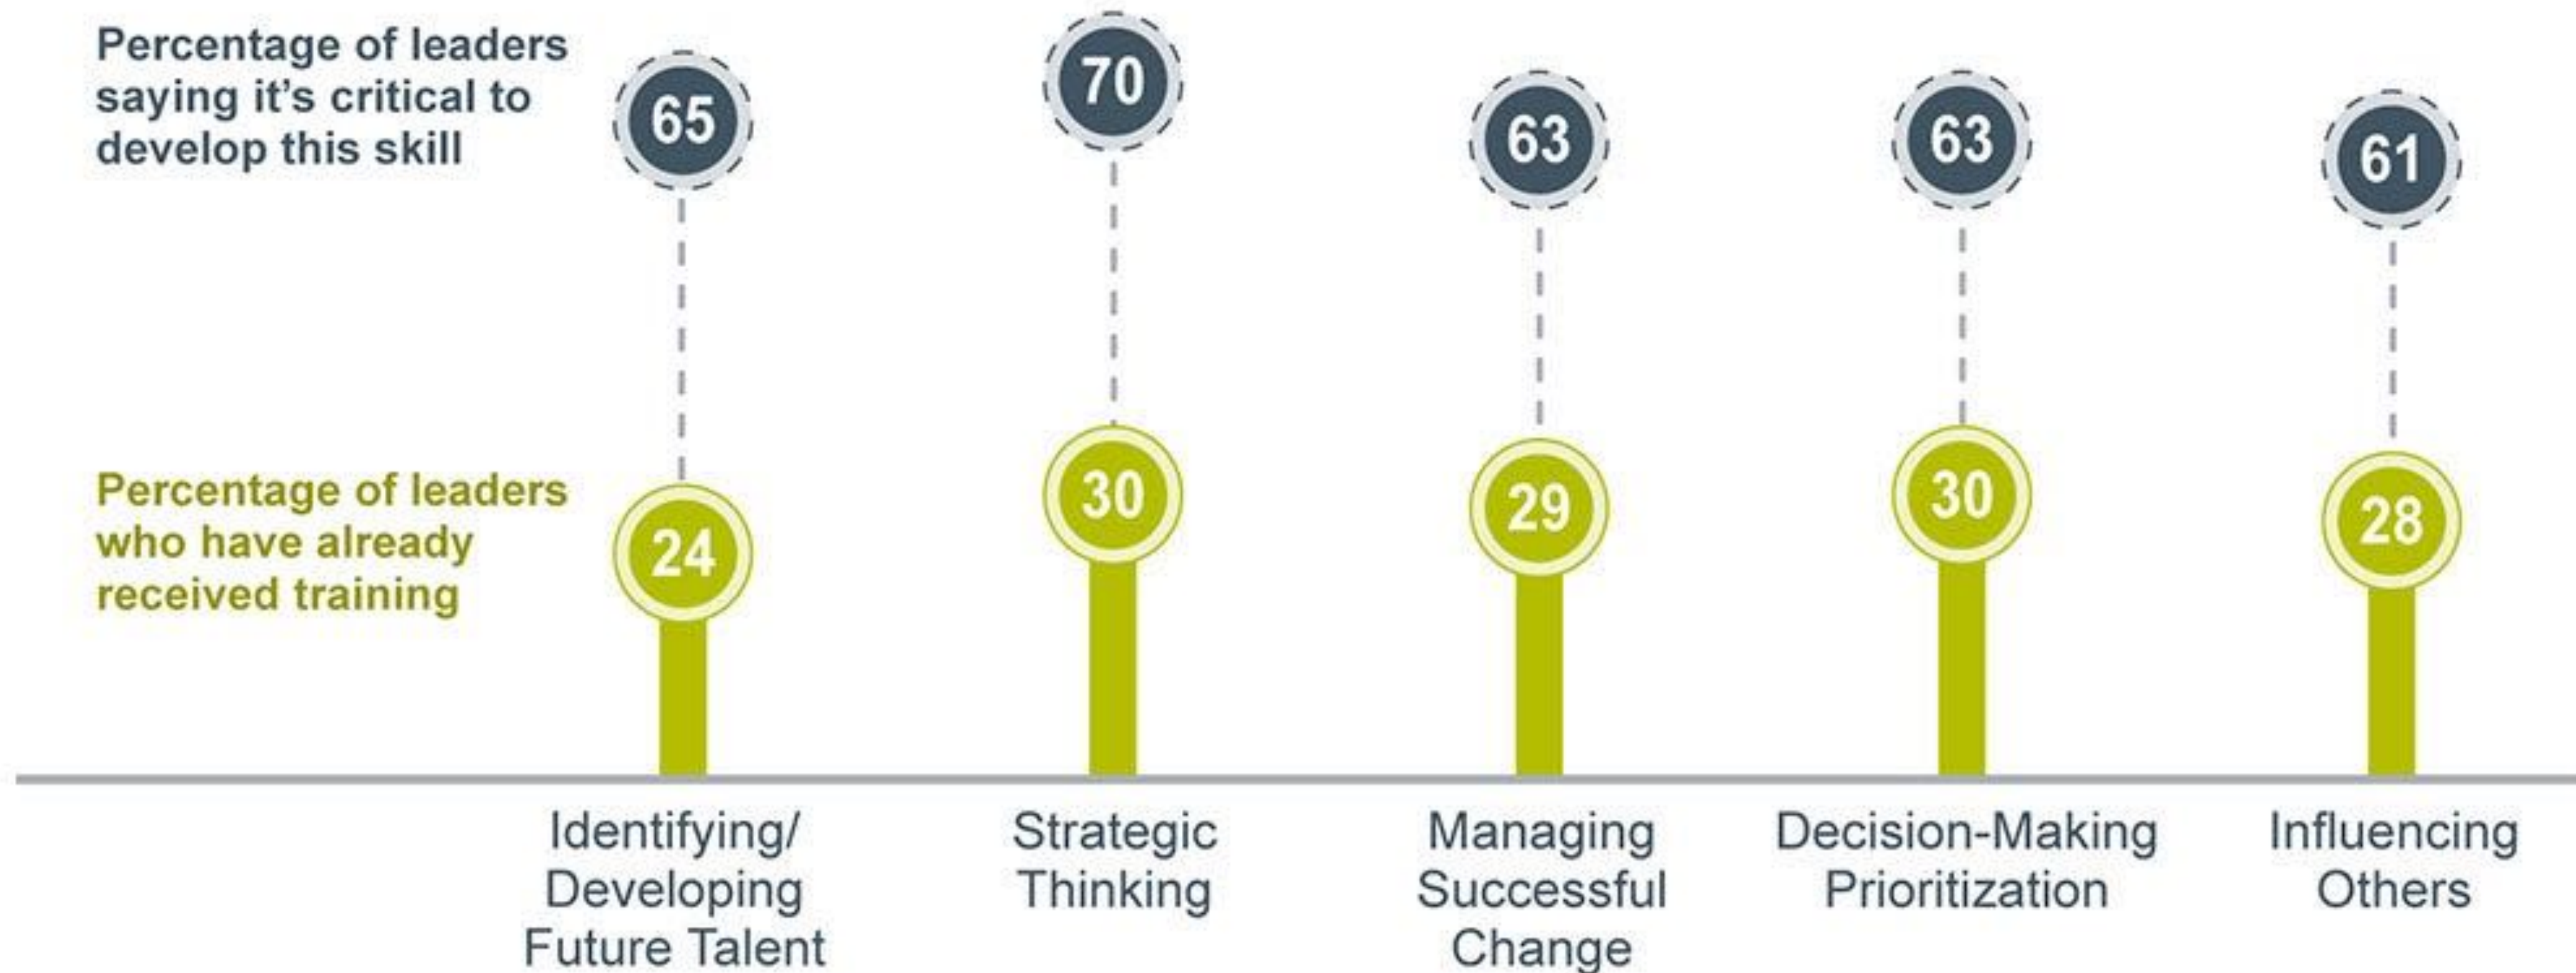 Percentage of leaders
saying it's critical to
develop this skill
65
70
63
63
61
Percentage of leaders
who have already
received training
24
30
29
30
28
Identifying/
Developing
Future Talent
Strategic
Thinking
Managing
Successful
Change
Decision-Making
Prioritization
Influencing
Others